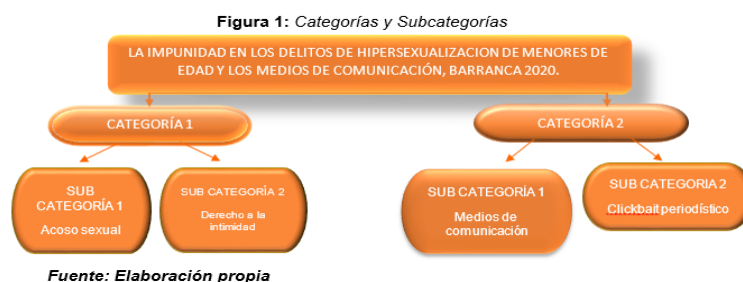 Figura 1: Categorías y Subcategorías
LA IMPUNIDAD EN LOS DELITOS DE HIPERSEXUALIZACION DE MENORES DE
EDAD Y LOS MEDIOS DE COMUNICACIÓN, BARRANCA 2020.
CATEGORÍA 1
CATEGORÍA 2
SUB
CATEGORÍA 1
Acoso sexual
SUB CATEGORÍA 2
Derecho a la
intimidad
SUB CATEGORÍA 1
Medios de
comunicación
SUB CATEGORIA 2
Clickbait periodístico
Fuente: Elaboración propia